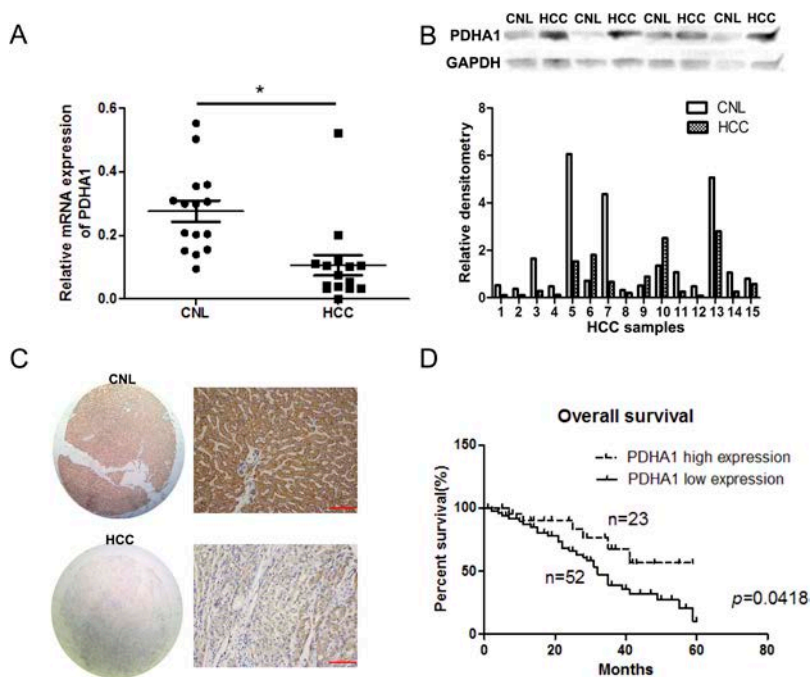 A
*
Relative mRNA expression
of PDHA1
0.6
0.4
0.2
0.0
CNL
HCC
B
CNL HCC CNL HCC CNL HCC CNL HCC
PDHA1
GAPDH
CNL
HCC
Relative densitometry
8
6
4
2
0
1 2 3 4 5 6 7 8 9 10 11 12 13 14 15
HCC samples
C
CNL
HCC
D
Overall survival
PDHA1 high expression
PDHA1 low expression
Percent survival(%)
150
100
50
0
n=23
n=52
p=0.0418
0 20 40 60 80
Months